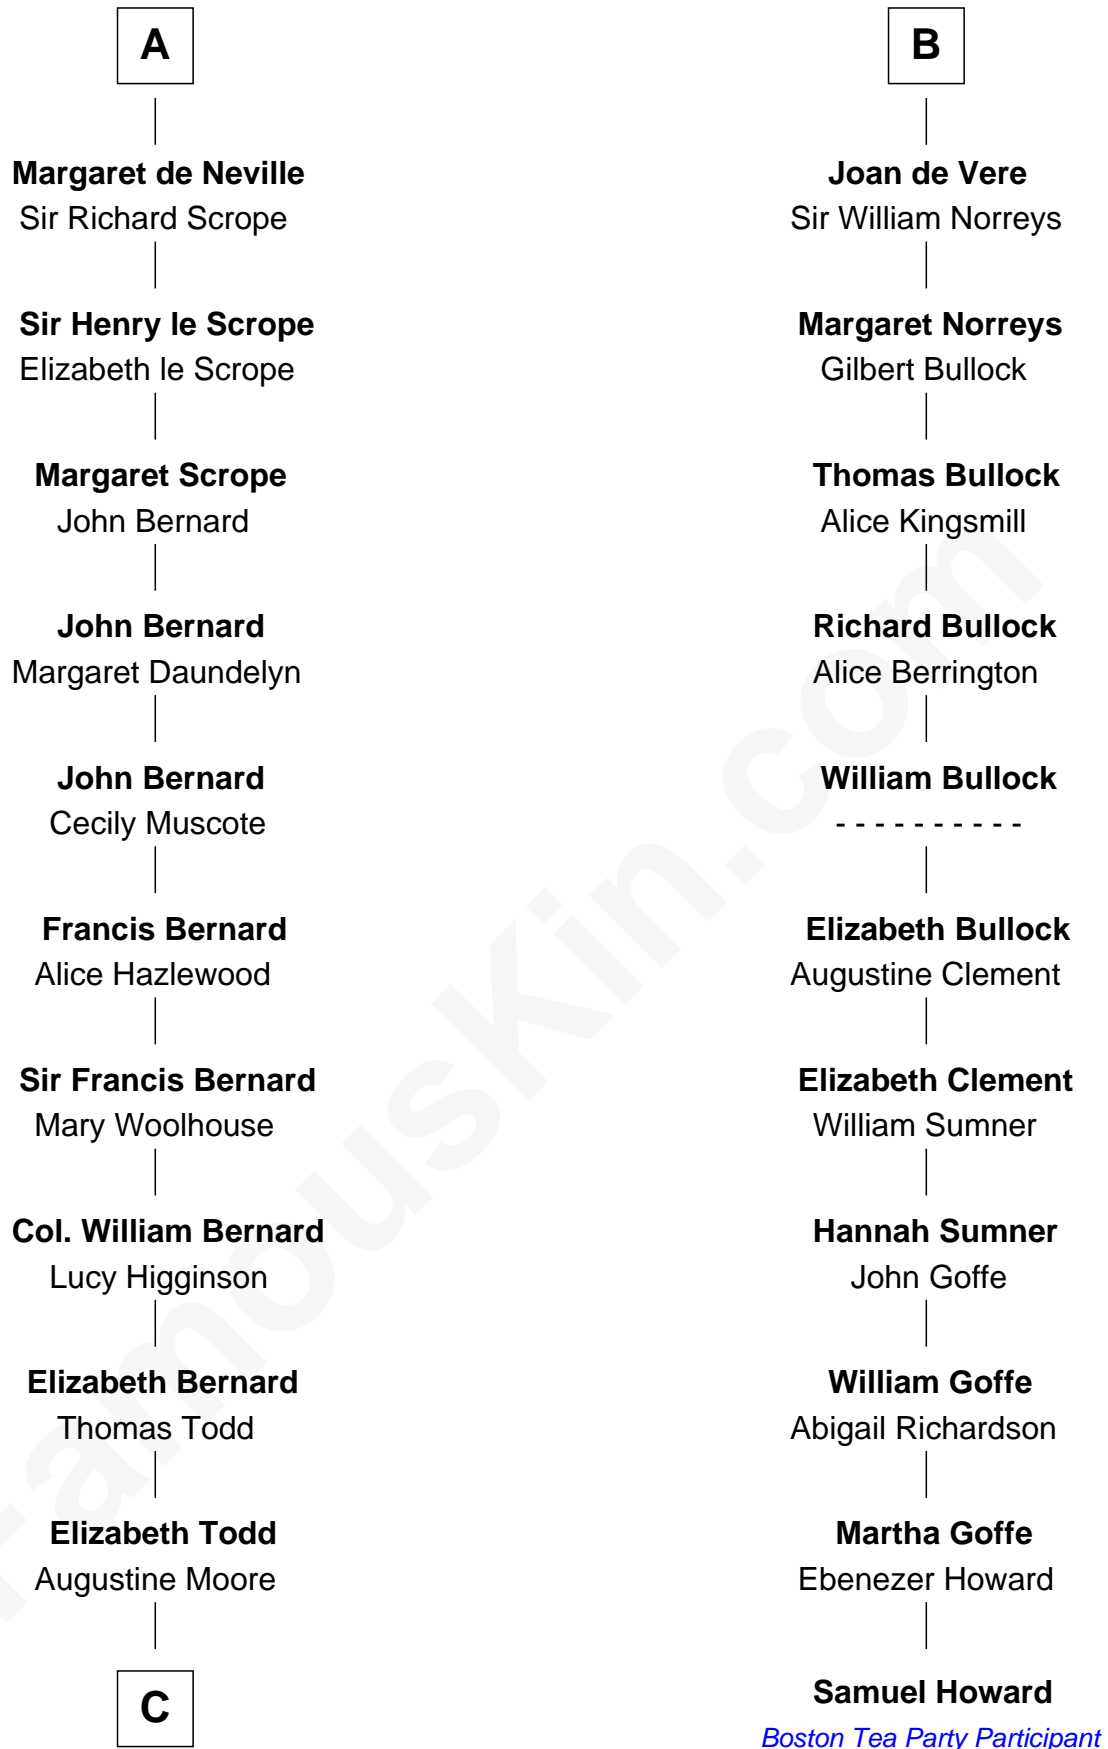 A
Margaret de Neville
Sir Richard Scrope
Sir Henry le Scrope
Elizabeth le Scrope
Margaret Scrope
John Bernard
John Bernard
Margaret Daundelyn
John Bernard
Cecily Muscote
Francis Bernard
Alice Hazlewood
Sir Francis Bernard
Mary Woolhouse
Col. William Bernard
Lucy Higginson
Elizabeth Bernard
Thomas Todd
Elizabeth Todd
Augustine Moore
C
B
Joan de Vere
Sir William Norreys
Margaret Norreys
Gilbert Bullock
Thomas Bullock
Alice Kingsmill
Richard Bullock
Alice Berrington
William Bullock
- - - - - - - - - -
Elizabeth Bullock
Augustine Clement
Elizabeth Clement
William Sumner
Hannah Sumner
John Goffe
William Goffe
Abigail Richardson
Martha Goffe
Ebenezer Howard
Samuel Howard
Boston Tea Party Participant
FamousKin.com